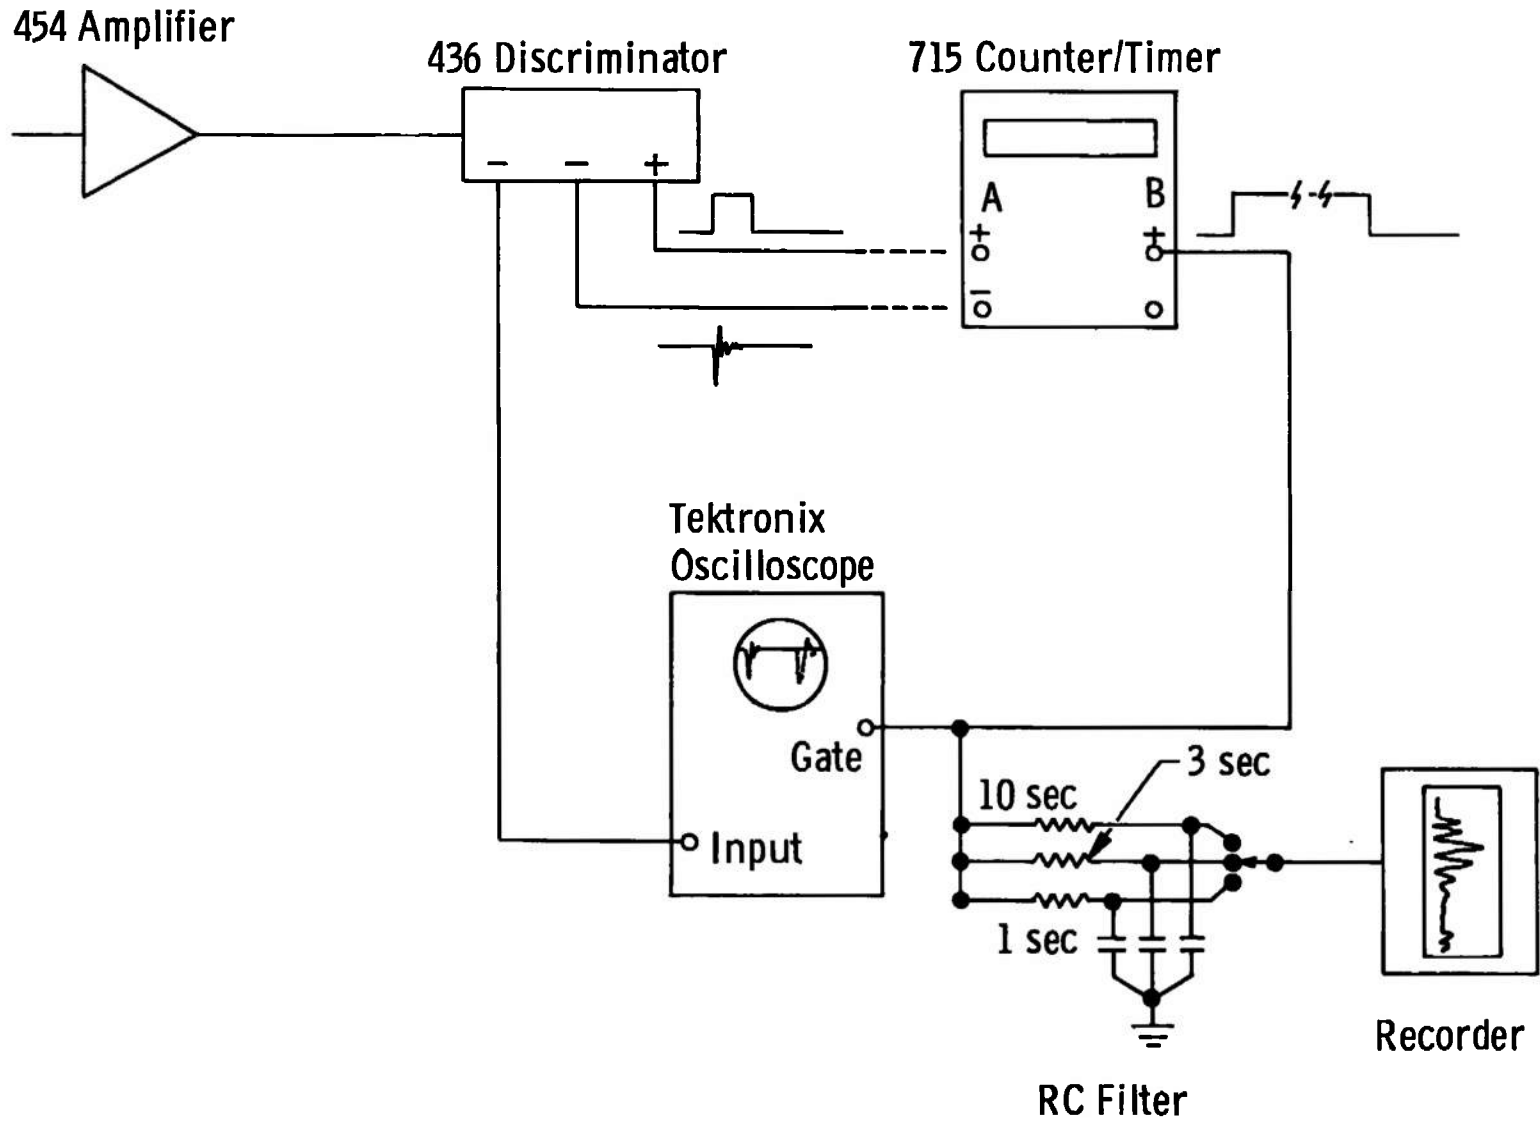 454 Amplifier
436 Discriminator
715 Counter/Timer
- - +
A B
+ +
-
Tektronix
Oscilloscope
Gate
3 sec
10 sec
Input
1 sec
Recorder
RC Filter